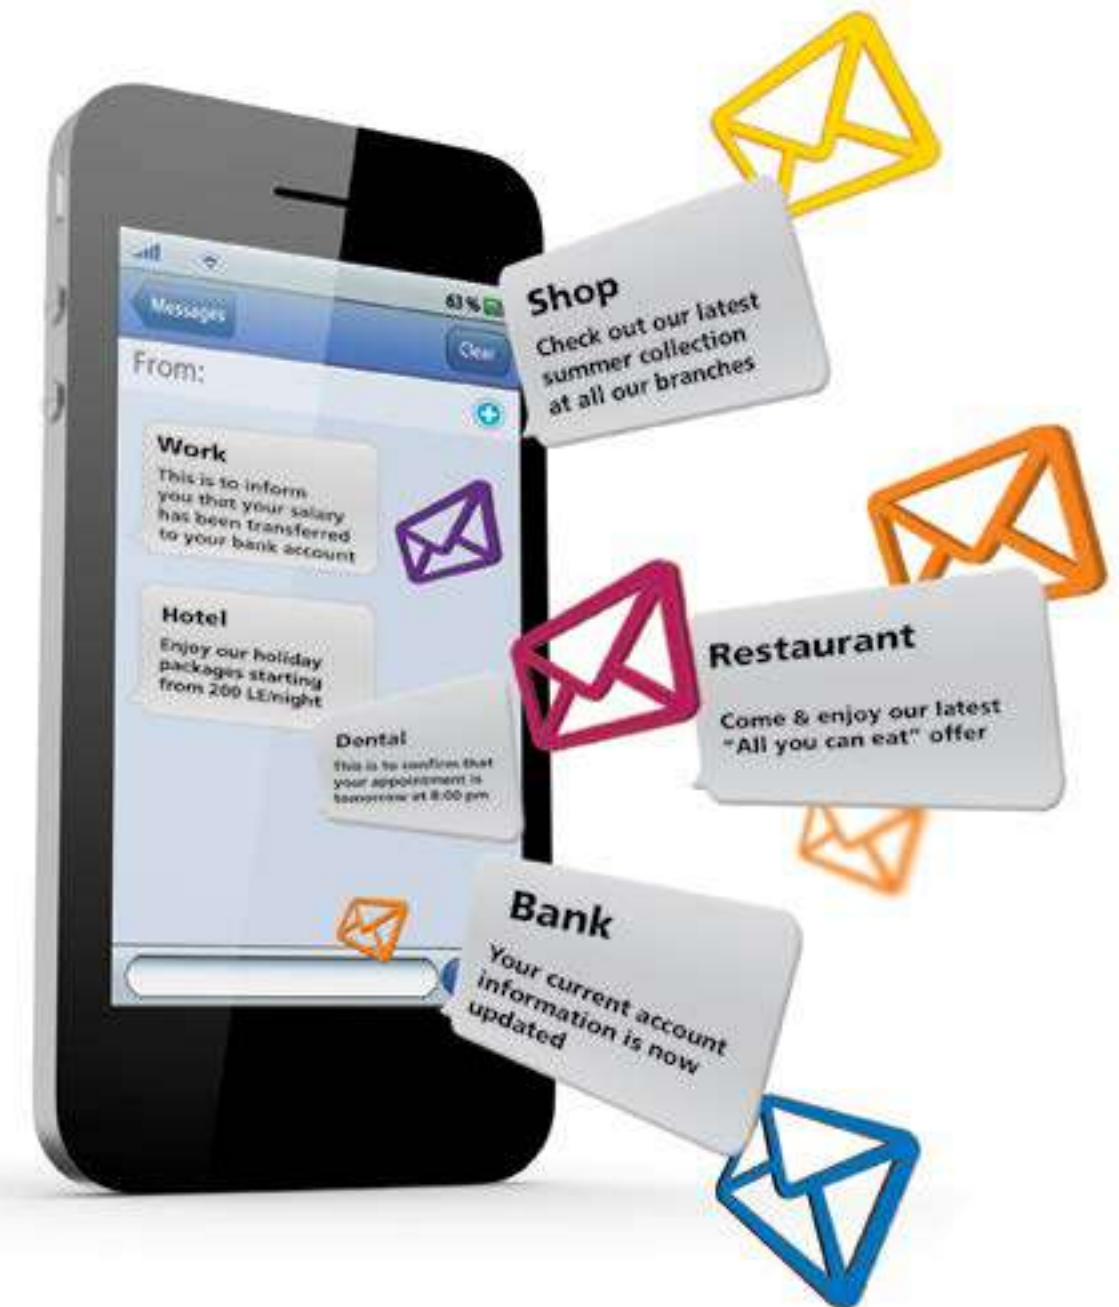 63%
Messages
Clear
From:
Work
This is to inform
you that your salary
has been transferred
to your bank account
Hotel
Enjoy our holiday
packages starting
from 200 LE/night
Dental
This is to confirm that
your appointment is
tomorrow at 8:00 pm
Shop
Check out our latest
summer collection
at all our branches
Restaurant
Come & enjoy our latest
"All you can eat" offer
Bank
Your current account
information is now
updated